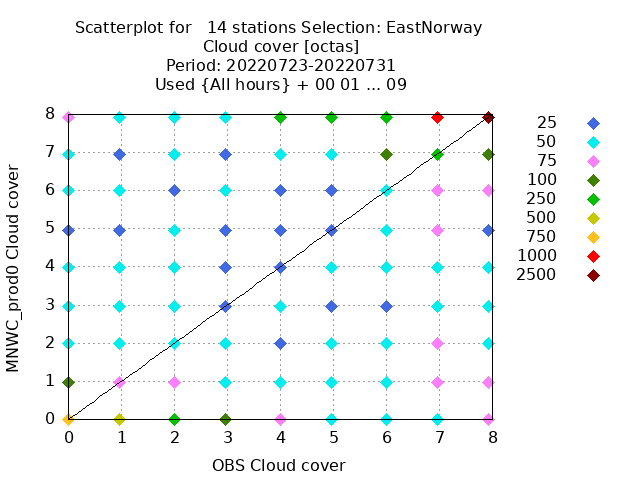 Scatterplot for   14 stations Selection: EastNorway
Cloud cover [octas]
Period: 20220723-20220731
Used {All hours} + 00 01 ... 09
MNWC_prod0 Cloud cover
8
7
6
5
4
3
2
1
0
0 1 2 3 4 5 6 7 8
OBS Cloud cover
25
50
75
100
250
500
750
1000
2500